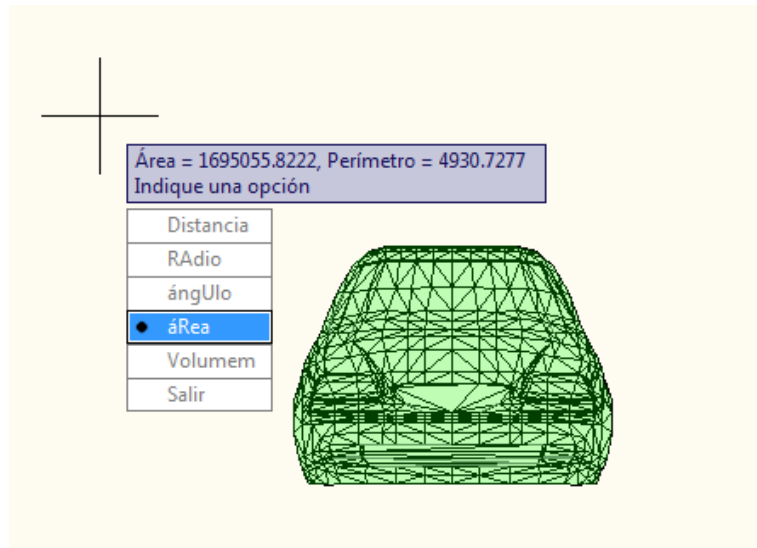 Área = 1695055.8222, Perímetro = 4930.7277
Indique una opción
Distancia
RAdio
ángUlo
áRea
Volumem
Salir